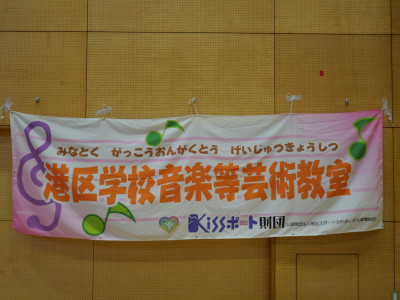 みなとく がっこうおんがくとう げいじゅつきょうしつ
港区学校音楽等芸術教室
Kissポート財団